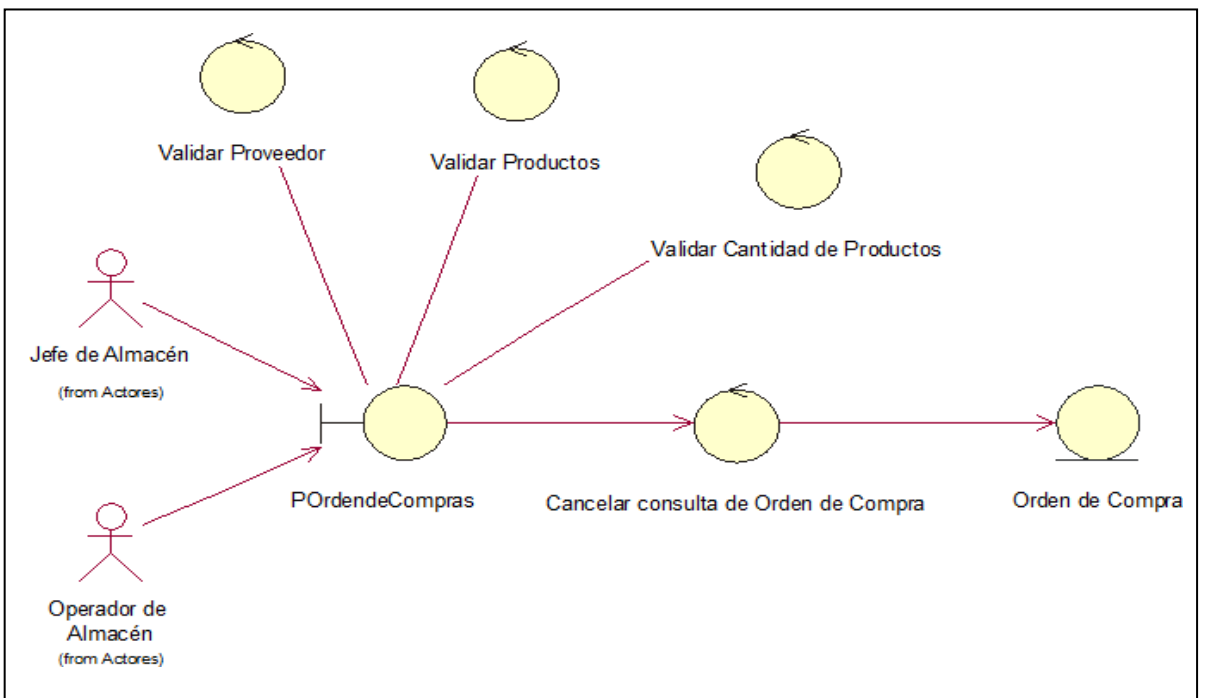 Validar Proveedor
Validar Productos
Validar Cantidad de Productos
Jefe de Almacén
(from Actores)
POrdendeCompras
Cancelar consulta de Orden de Compra
Orden de Compra
Operador de
Almacén
(from Actores)